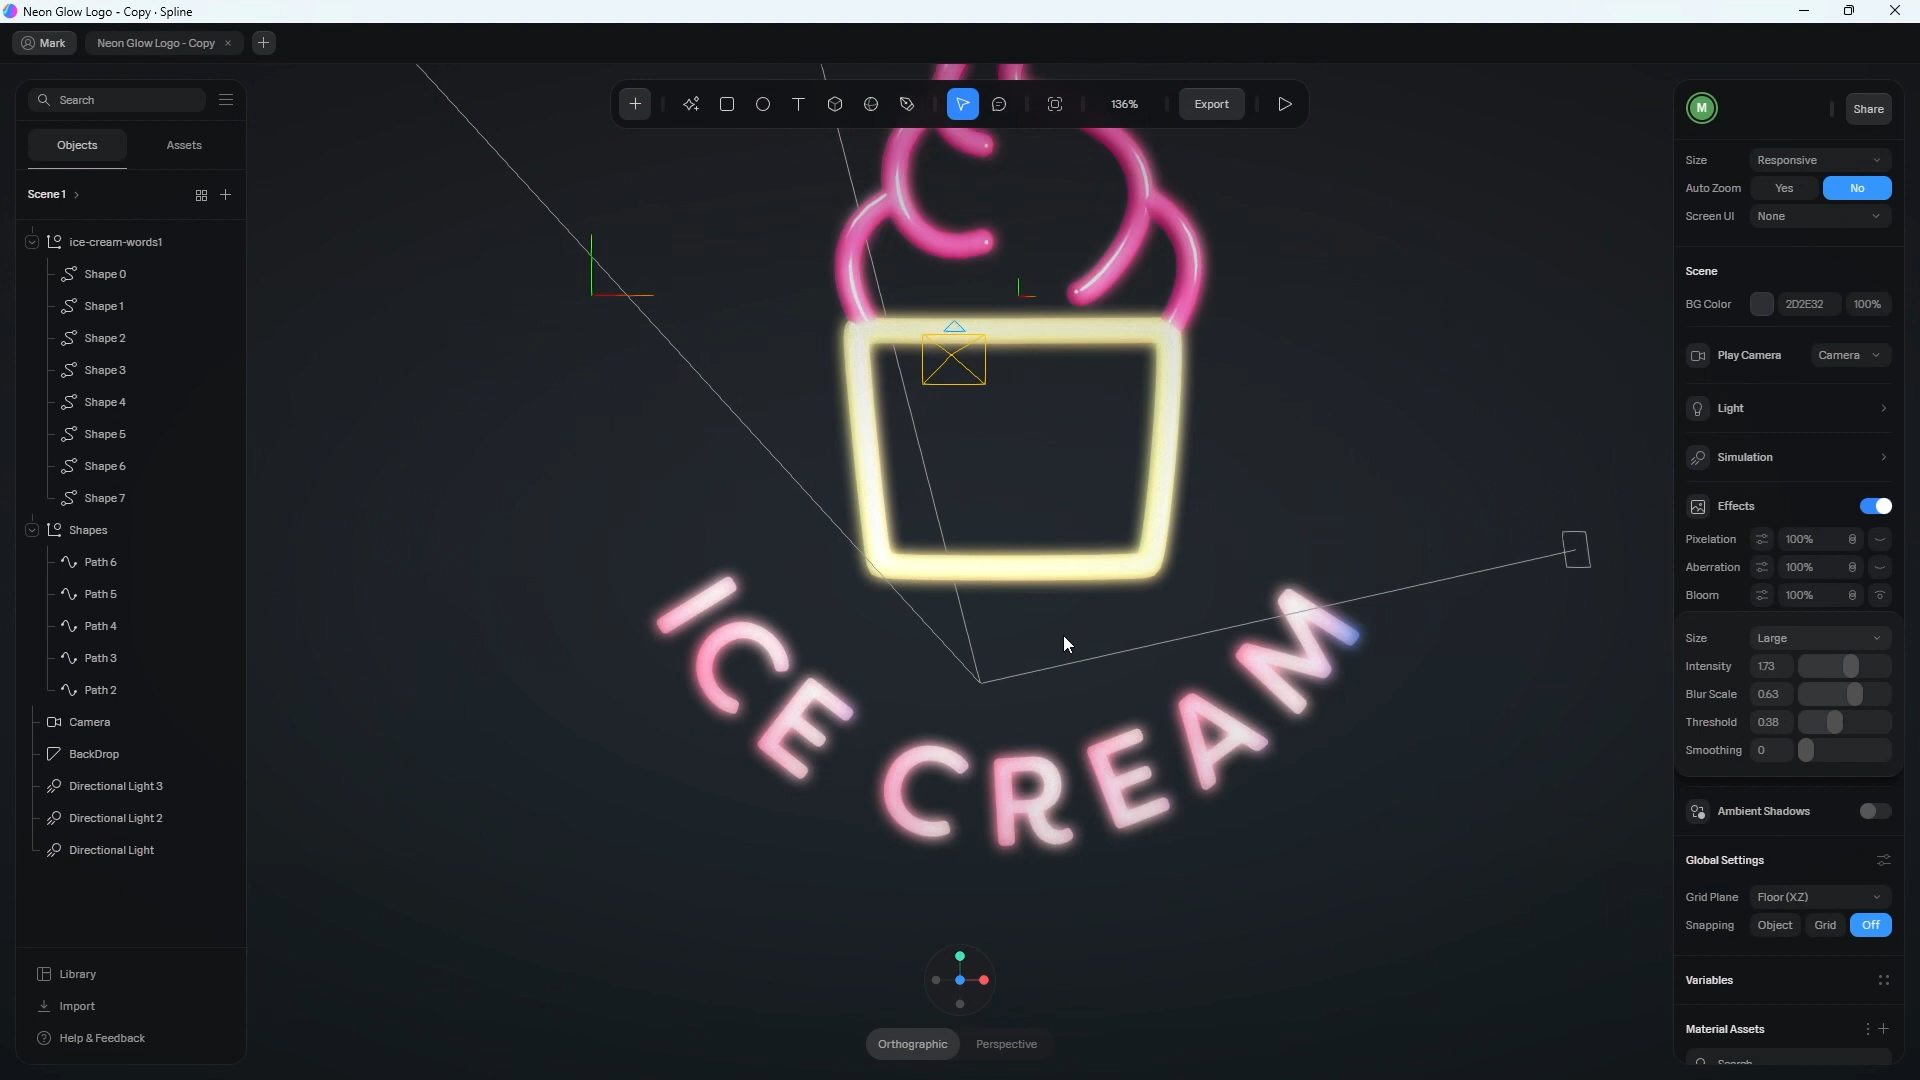 Neon Glow Logo - Copy · Spline
Mark
Neon Glow Logo - Copy
136%
Export
Search
Objects
Assets
Scene 1
ice-cream-words1
Shape 0
Shape 1
Shape 2
Shape 3
Shape 4
Shape 5
Shape 6
Shape 7
Shapes
Path 6
Path 5
Path 4
Path 3
Path 2
Camera
BackDrop
Directional Light 3
Directional Light 2
Directional Light
Library
Import
Help & Feedback
ICE CREAM
Orthographic
Perspective
M
Share
Size Responsive
Auto Zoom Yes No
Screen UI None
Scene
BG Color 2D2E32 100%
Play Camera Camera
Light
Simulation
Effects
Pixelation 100%
Aberration 100%
Bloom 100%
Size Large
Intensity 1.73
Blur Scale 0.63
Threshold 0.38
Smoothing 0
Ambient Shadows
Global Settings
Grid Plane Floor (XZ)
Snapping Object Grid Off
Variables
Material Assets
Search